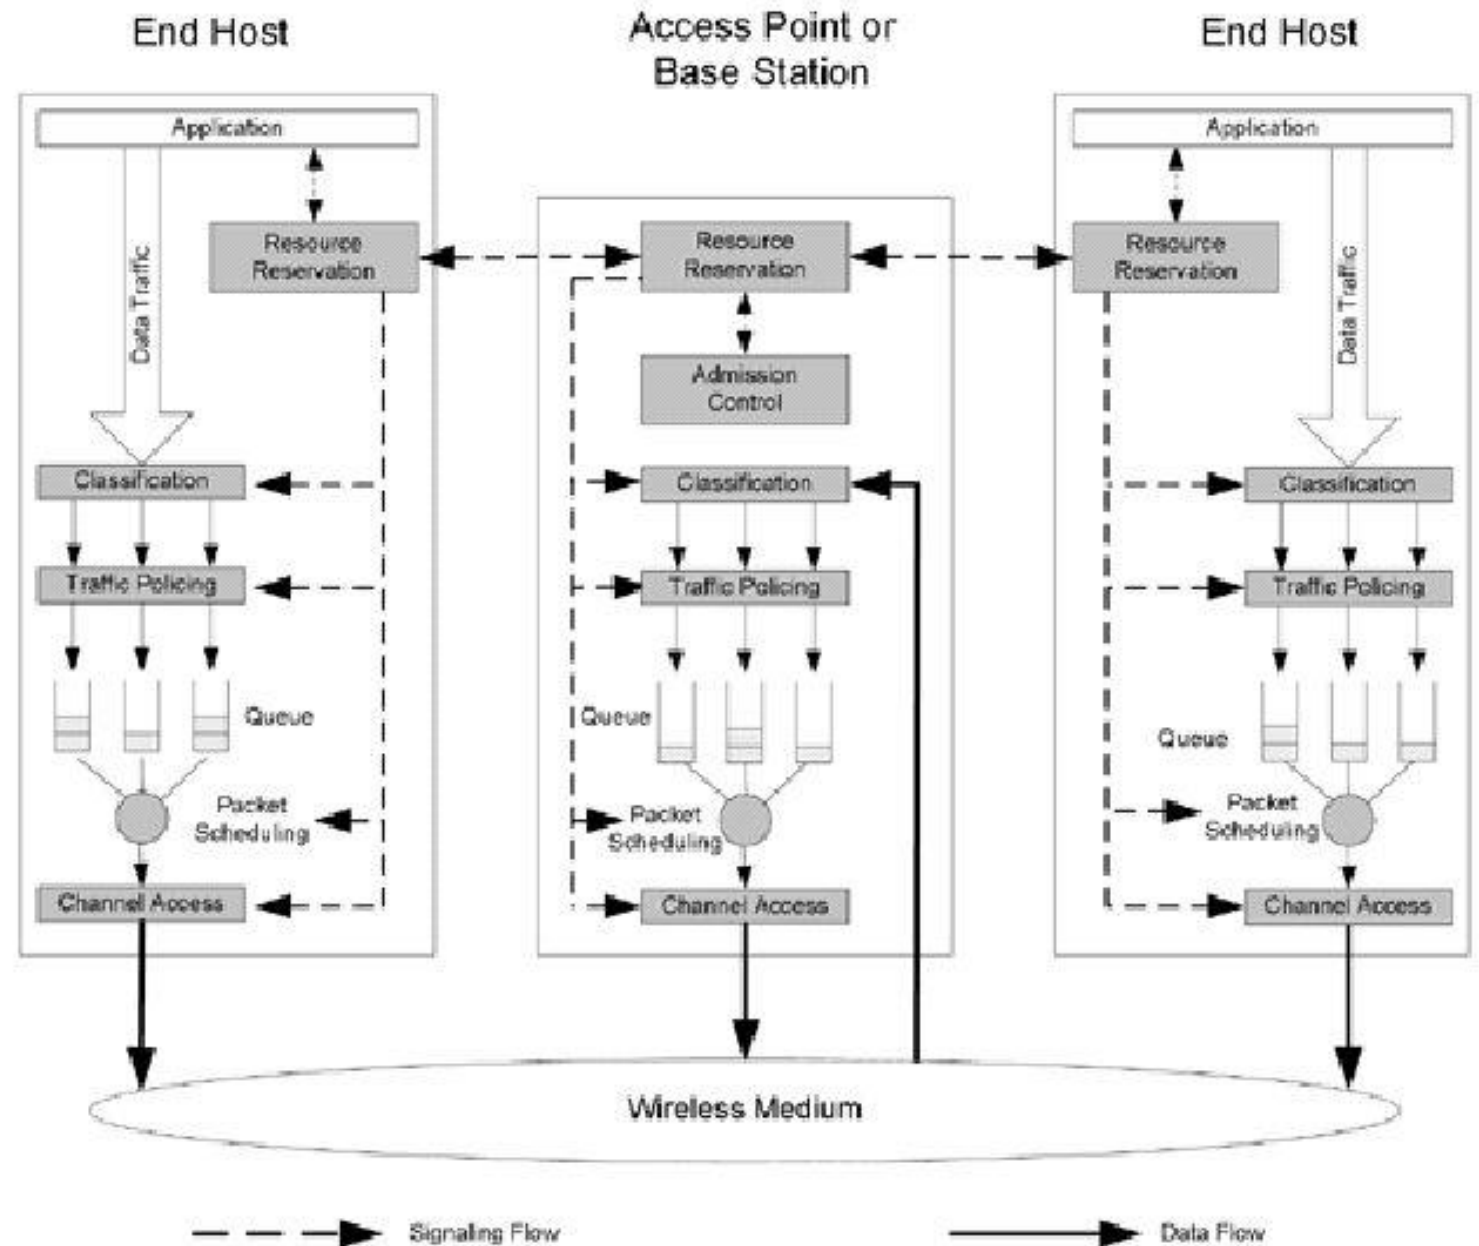 End Host
Access Point or
Base Station
End Host
Application
Data Traffic
Resource
Reservation
Classification
Traffic Policing
Queue
Packet
Scheduling
Channel Access
Resource
Reservation
Admission
Control
Classification
Traffic Policing
Queue
Packet
Scheduling
Channel Access
Application
Resource
Reservation
Data Traffic
Classification
Traffic Policing
Queue
Packet
Scheduling
Channel Access
Wireless Medium
Signaling Flow
Data Flow